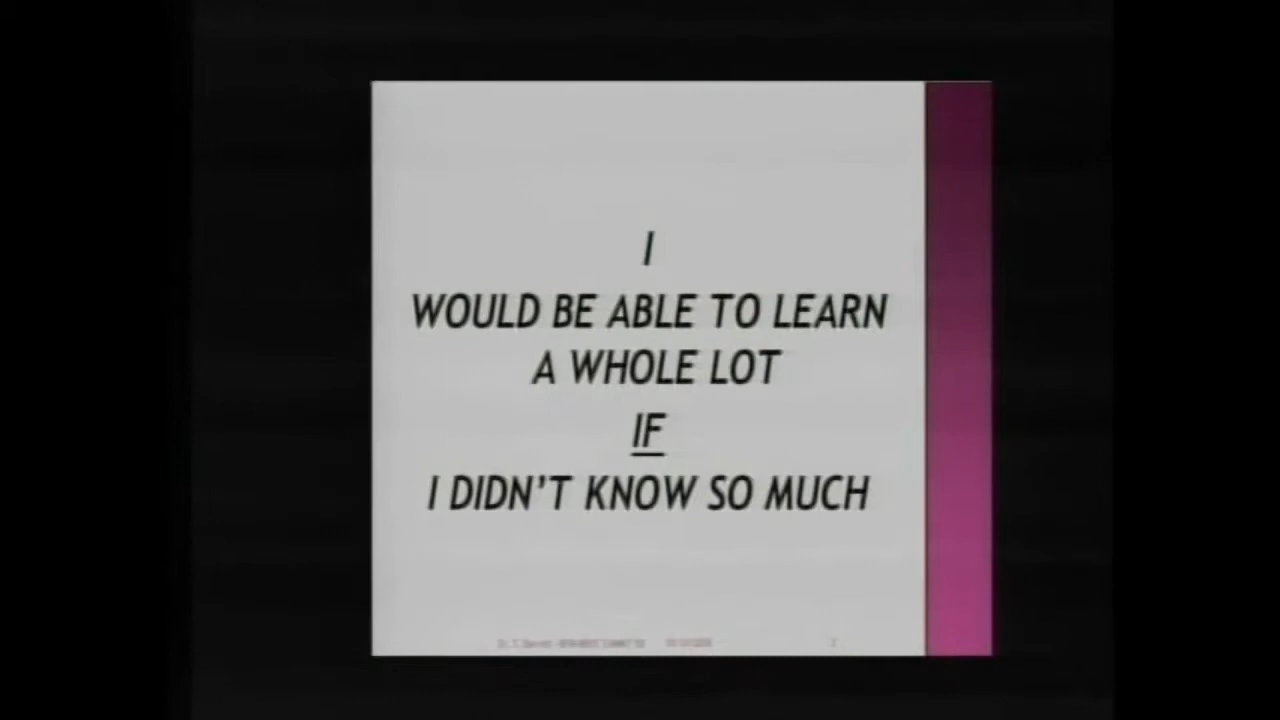 I
WOULD BE ABLE TO LEARN
A WHOLE LOT
IF
I DIDN'T KNOW SO MUCH